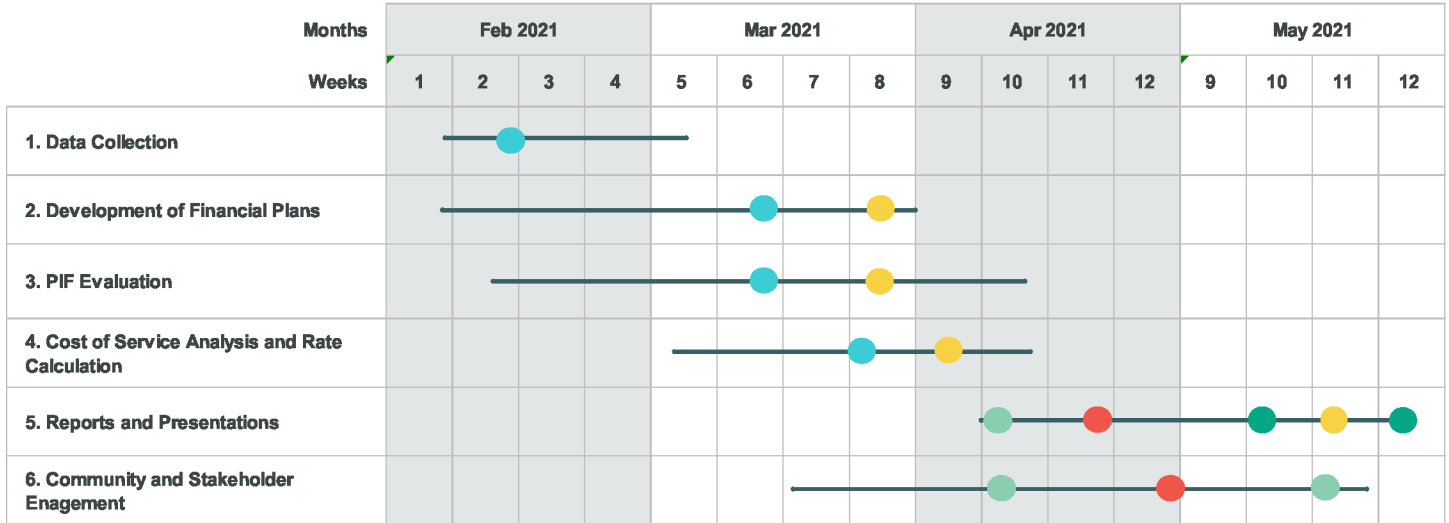 Months Feb 2021 Mar 2021 Apr 2021 May 2021
Weeks 1 2 3 4 5 6 7 8 9 10 11 12 9 10 11 12
1. Data Collection
2. Development of Financial Plans
3. PIF Evaluation
4. Cost of Service Analysis and Rate
Calculation
5. Reports and Presentations
6. Community and Stakeholder
Enagement